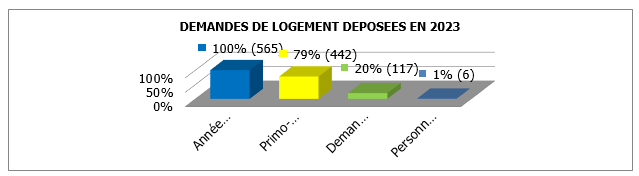 DEMANDES DE LOGEMENT DEPOSEES EN 2023
100% (565)
79% (442)
20% (117)
1% (6)
100%
50%
0%
Année...
Primo-...
Deman...
Personn...